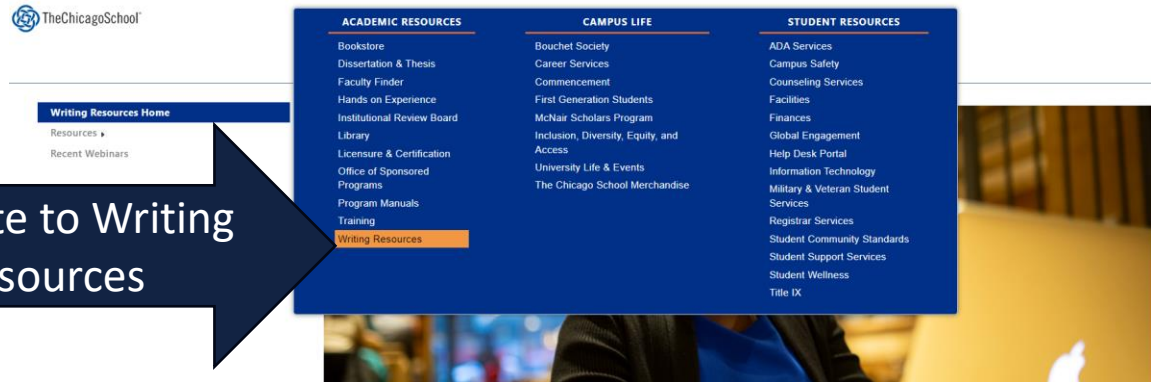 TheChicagoSchool
Writing Resources Home
Resources
Recent Webinars
to Writing
ACADEMIC RESOURCES
Bookstore
Dissertation & Thesis
Faculty Finder
Hands on Experience
Institutional Review Board
Library
Licensure & Certification
Office of Sponsored
Programs
Program Manuals
Training
Writing Resources
CAMPUS LIFE
Bouchet Society
Career Services
Commencement
First Generation Students
McNair Scholars Program
Inclusion, Diversity, Equity, and
Access
University Life & Events
The Chicago School Merchandise
STUDENT RESOURCES
ADA Services
Campus Safety
Counseling Services
Facilities
Finances
Global Engagement
Help Desk Portal
Information Technology
Military & Veteran Student
Services
Registrar Services
Student Community Standards
Student Support Services
Student Wellness
Title IX